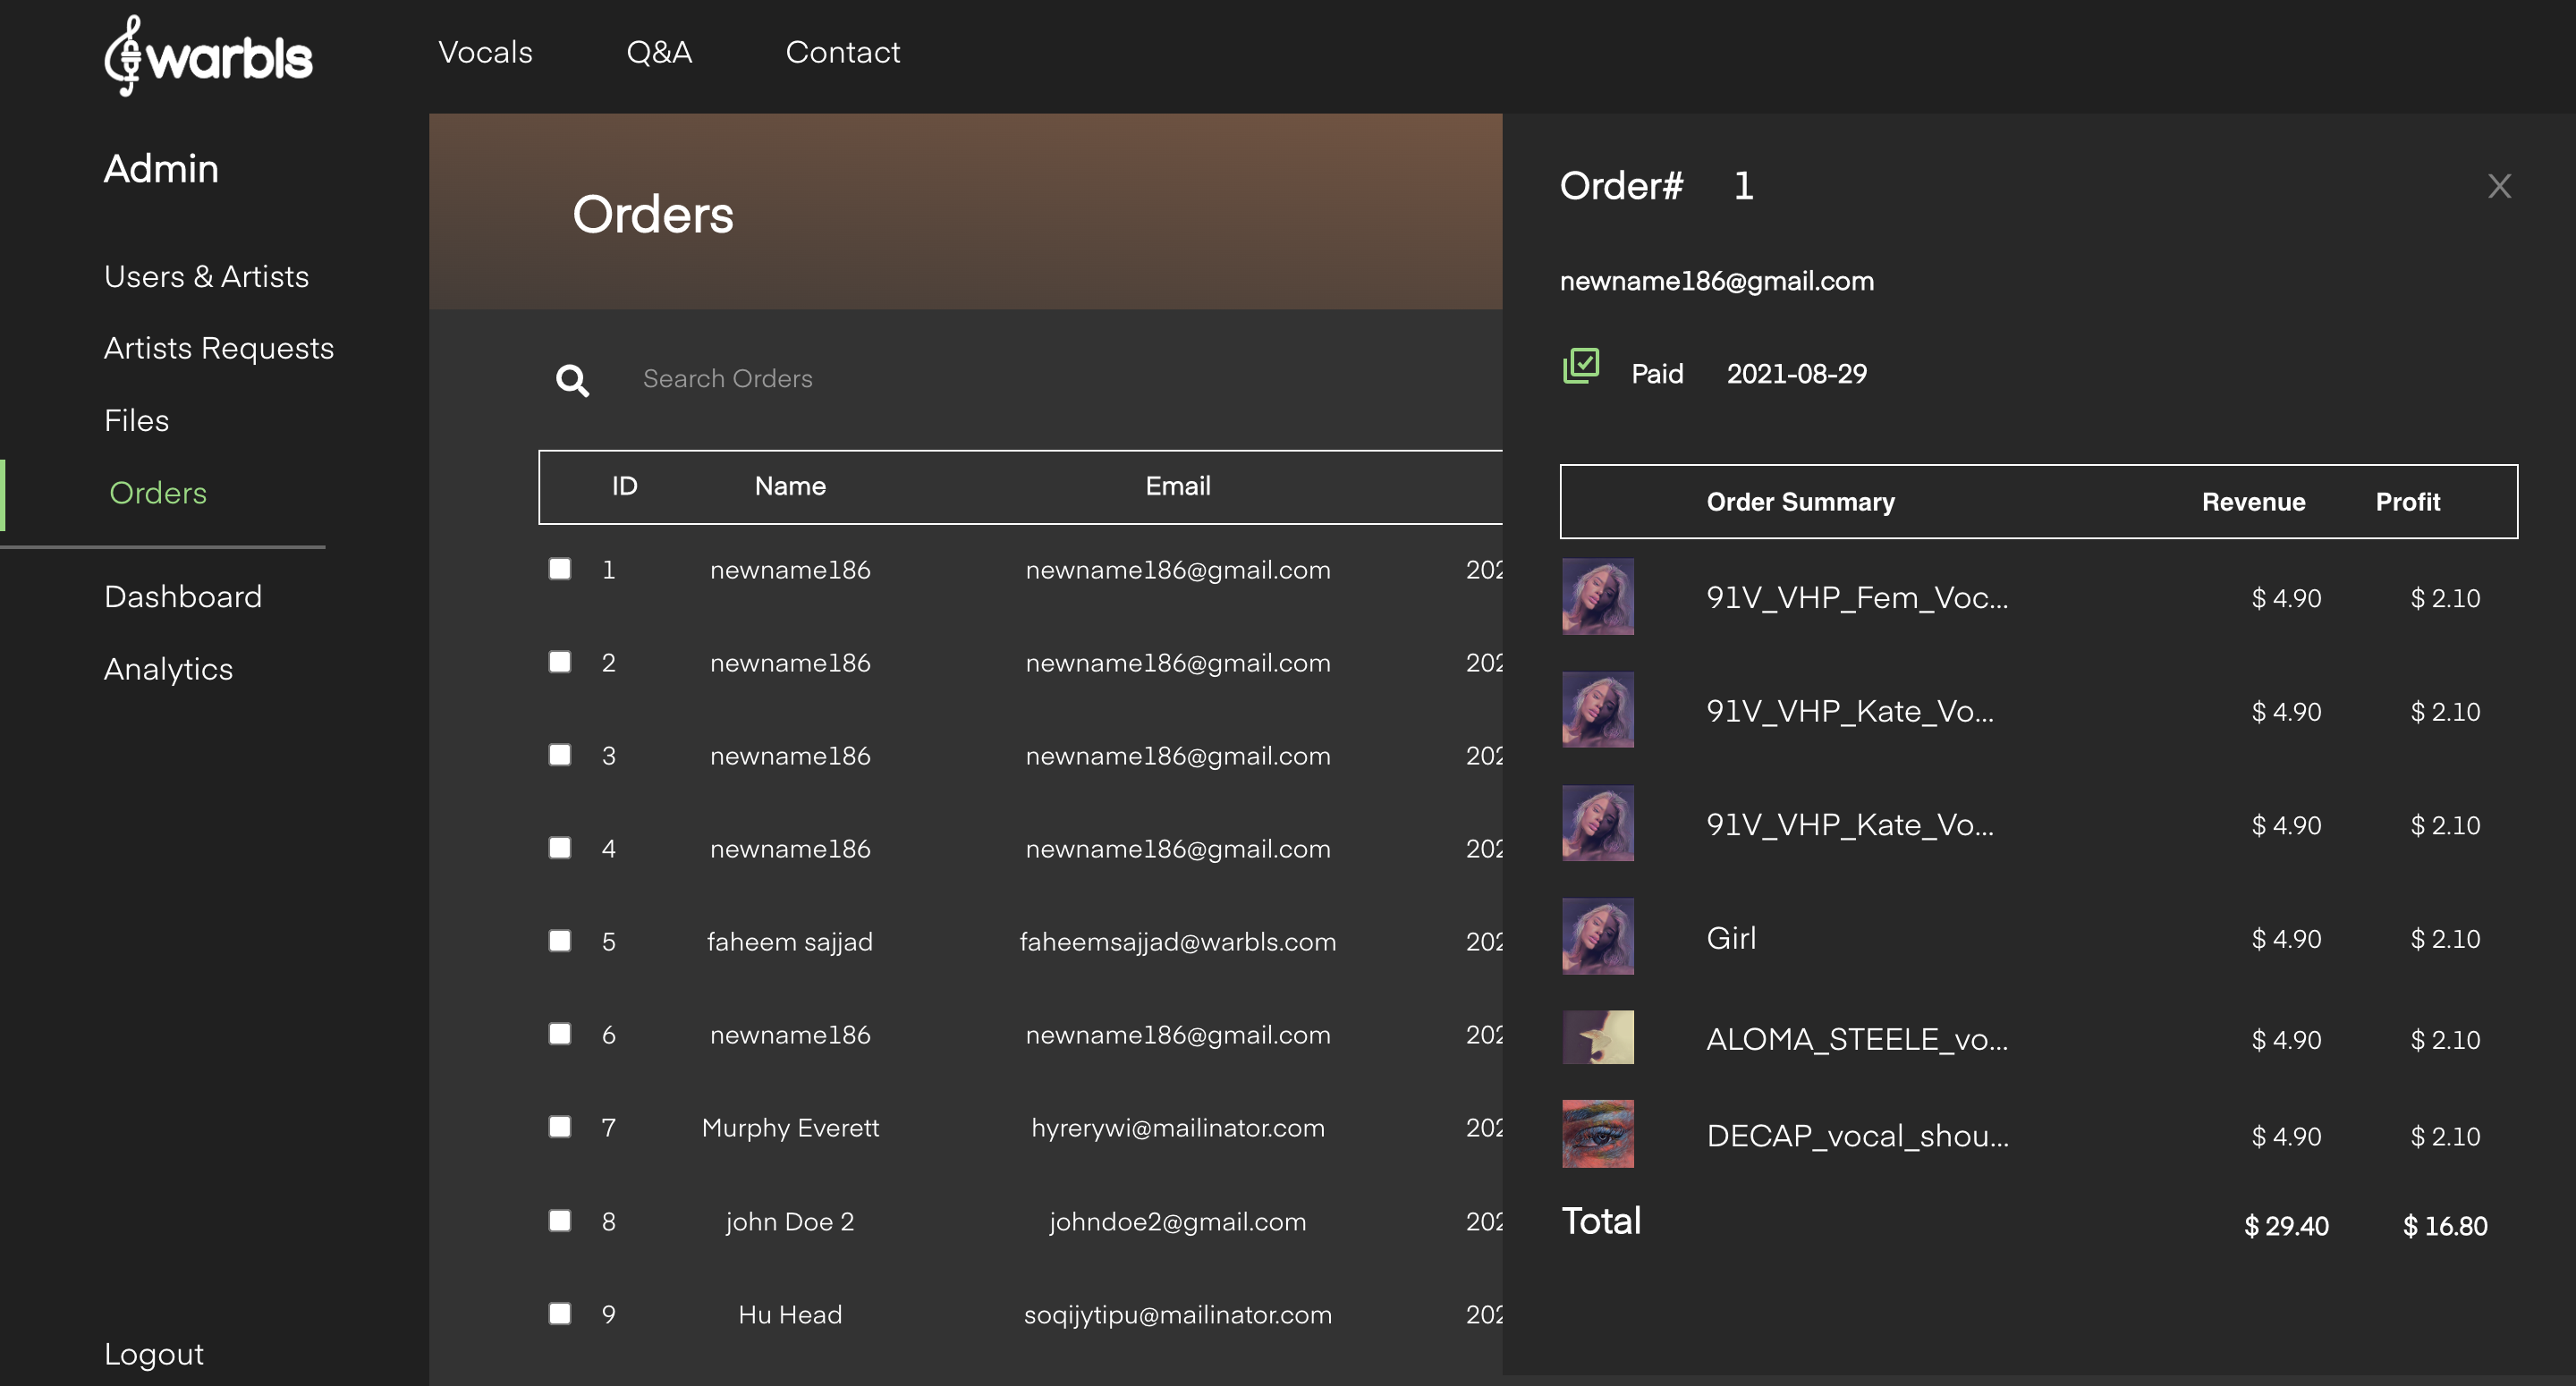 warbls
Vocals
Q&A
Contact
Admin
Users & Artists
Artists Requests
Files
Orders
Dashboard
Analytics
Logout
Orders
Search Orders
ID Name Email
1 newname186 newname186@gmail.com 202
2 newname186 newname186@gmail.com 202
3 newname186 newname186@gmail.com 202
4 newname186 newname186@gmail.com 202
5 faheem sajjad faheemsajjad@warbls.com 202
6 newname186 newname186@gmail.com 202
7 Murphy Everett hyrerywi@mailinator.com 202
8 john Doe 2 johndoe2@gmail.com 202
9 Hu Head soqijytipu@mailinator.com 202
Order# 1
X
newname186@gmail.com
Paid 2021-08-29
Order Summary Revenue Profit
91V_VHP_Fem_Voc... $ 4.90 $ 2.10
91V_VHP_Kate_Vo... $ 4.90 $ 2.10
91V_VHP_Kate_Vo... $ 4.90 $ 2.10
Girl $ 4.90 $ 2.10
ALOMA_STEELE_vo... $ 4.90 $ 2.10
DECAP_vocal_shou... $ 4.90 $ 2.10
Total $ 29.40 $ 16.80